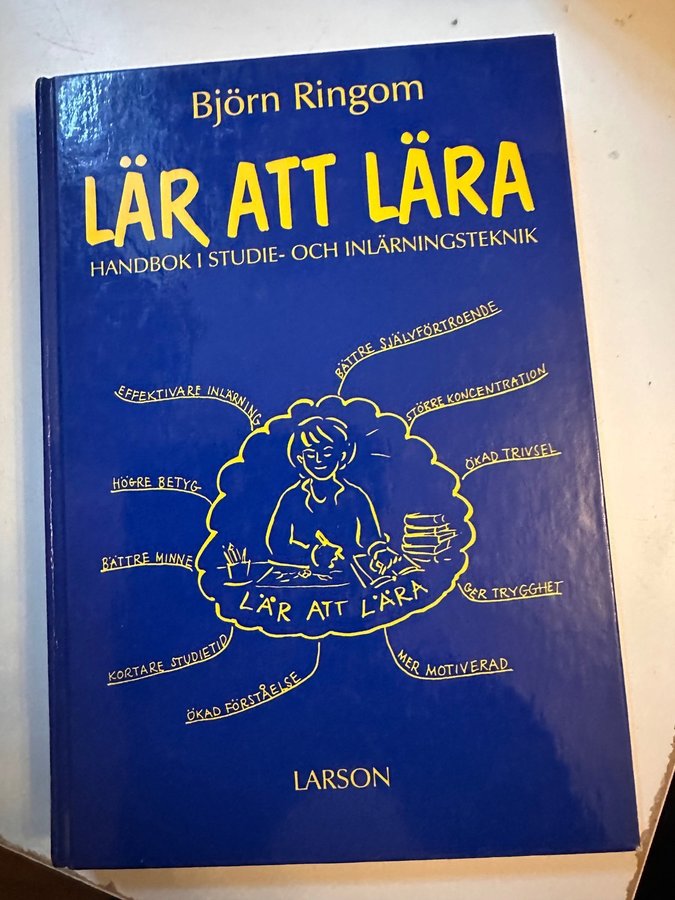 Björn Ringom
LÄR ATT LÄRA
HANDBOK I STUDIE- OCH INLÄRNINGSTEKNIK
BÄTTRE SJÄLVFÖRTROENDE
EFFEKTIVARE INLÄRNING
STÖRRE KONCENTRATION
ÖKAD TRIVSEL
HÖGRE BETYG
BÄTTRE MINNE
GER TRYGGHET
LÄR ATT LÄRA
KORTARE STUDIETID
MER MOTIVERAD
ÖKAD FÖRSTÅELSE
LARSON